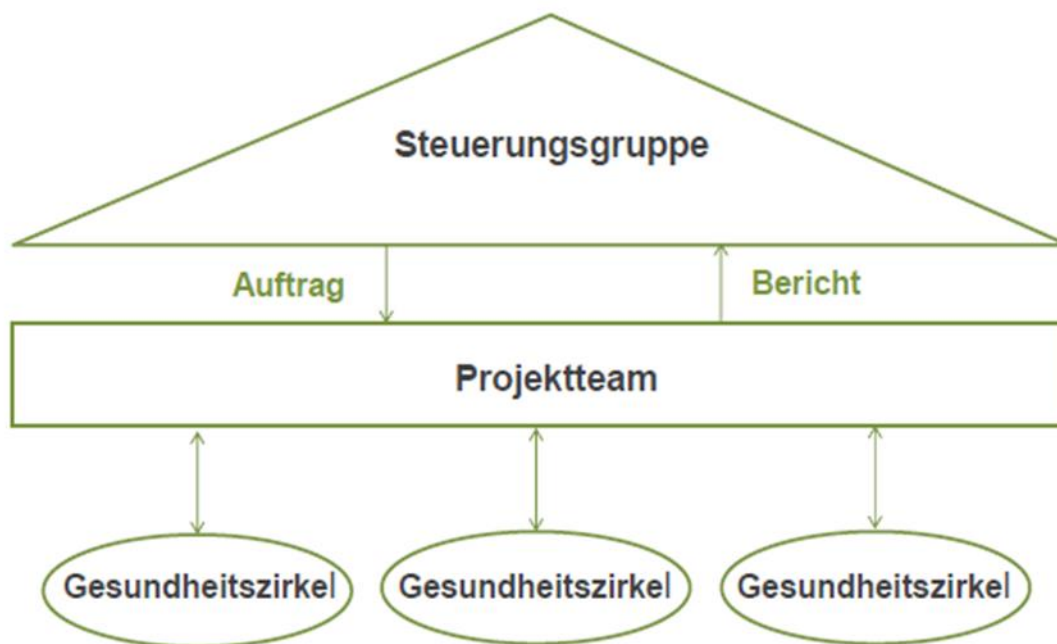 Steuerungsgruppe
Auftrag
Bericht
Projektteam
Gesundheitszirkel
Gesundheitszirkel
Gesundheitszirkel